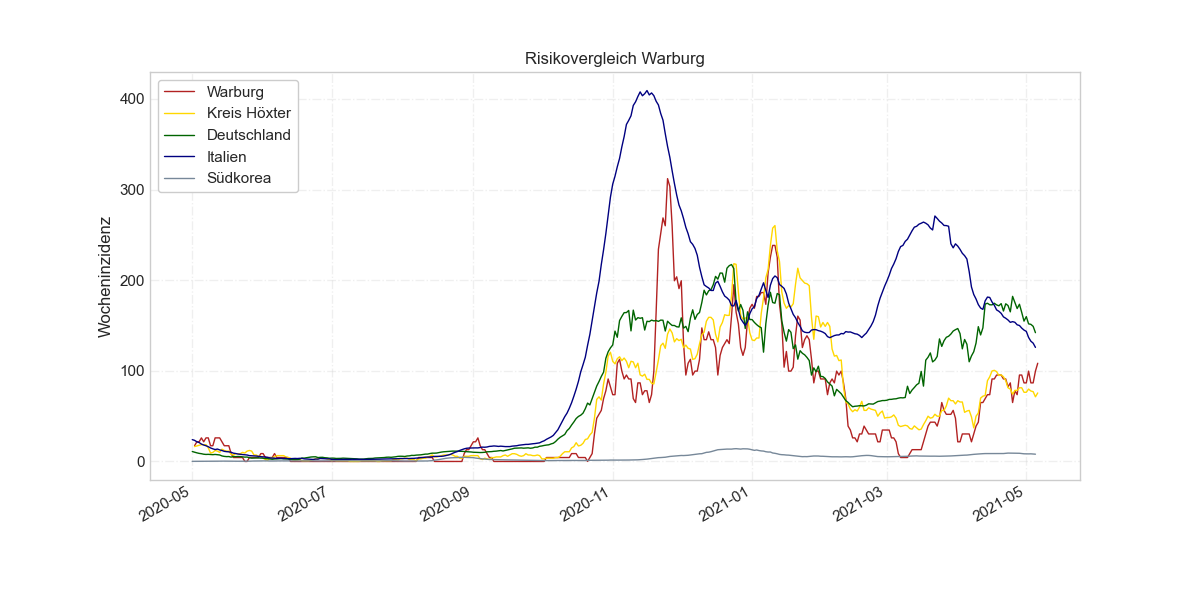 Risikovergleich Warburg
Warburg
Kreis Höxter
Deutschland
Italien
Südkorea
Wocheninzidenz
400
300
200
100
0
2020-05
2020-07
2020-09
2020-11
2021-01
2021-03
2021-05